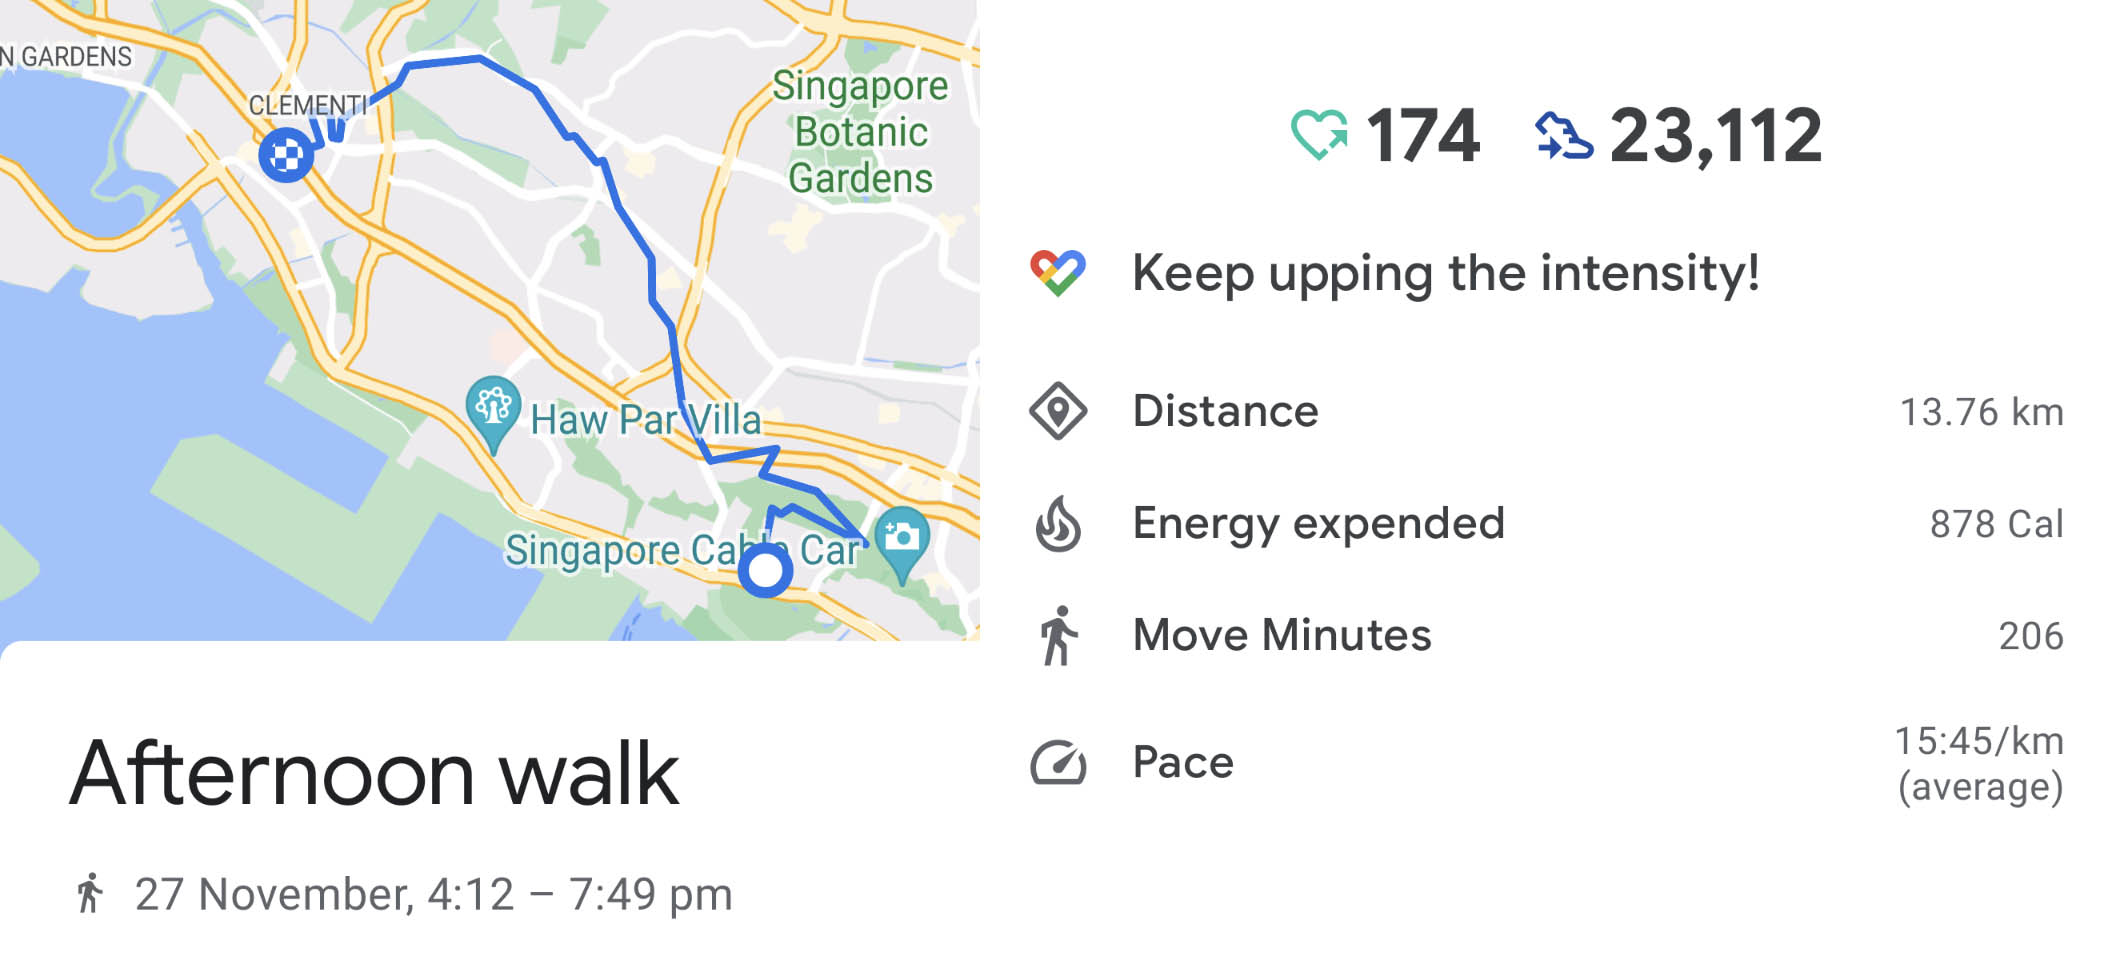 N GARDENS
CLEMENTI
Singapore
Botanic
Gardens
Haw Par Villa
Singapore Cable Car
Afternoon walk
27 November, 4:12 – 7:49 pm
174 23,112
Keep upping the intensity!
Distance 13.76 km
Energy expended 878 Cal
Move Minutes 206
Pace 15:45/km
(average)